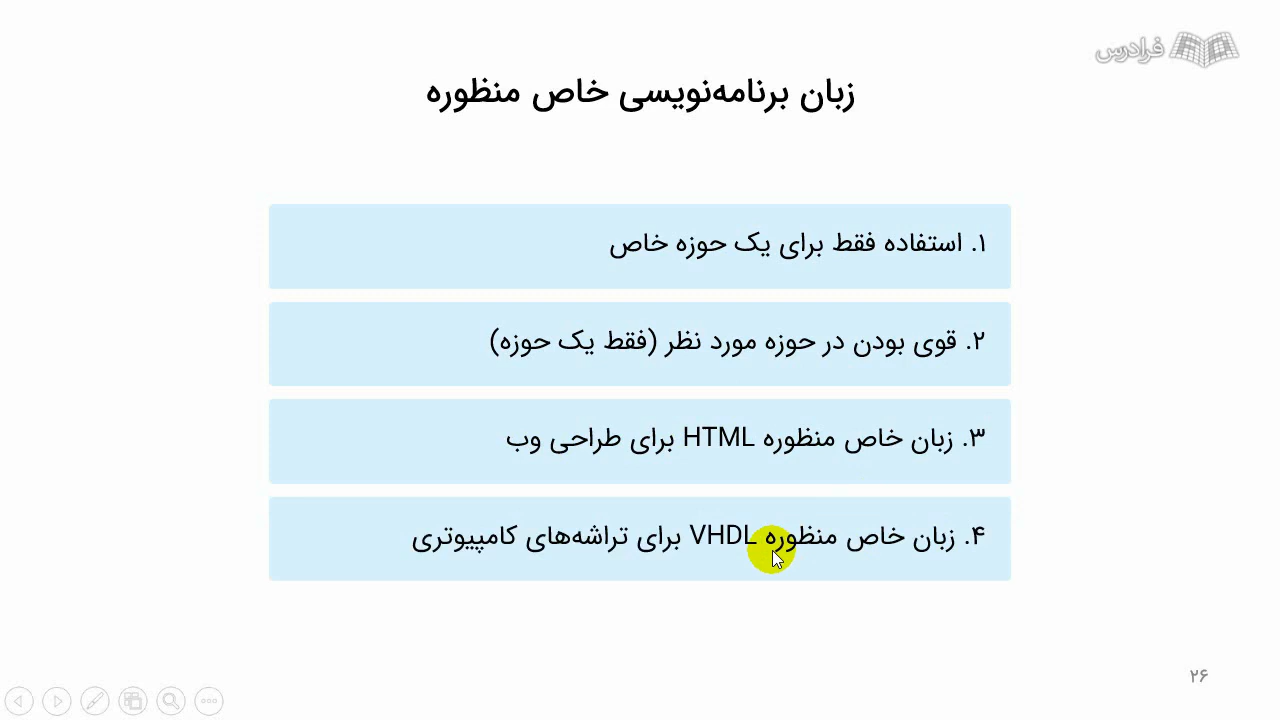 فرادرس
زبان برنامه‌نویسی خاص منظوره
۱. استفاده فقط برای یک حوزه خاص
۲. قوی بودن در حوزه مورد نظر (فقط یک حوزه)
۳. زبان خاص منظوره HTML برای طراحی وب
۴. زبان خاص منظوره VHDL برای تراشه‌های کامپیوتری
۲۶